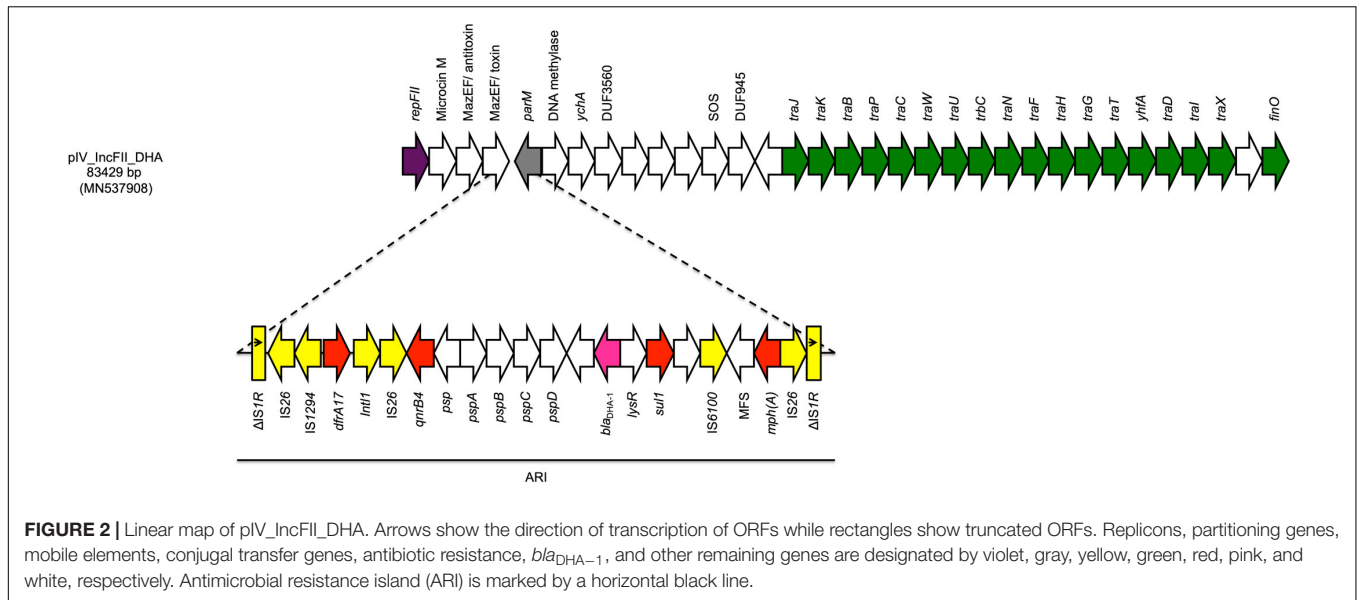 repFII
Microcin M
MazEF/ antitoxin
MazEF/ toxin
parM
DNA methylase
ychA
DUF3560
SOS
DUF945
traJ
traK
traB
traP
traC
traW
traU
trbC
traN
traF
traH
traG
traT
yhfA
traD
traI
traX
finO
pIV_IncFII_DHA
83429 bp
(MN537908)
ΔIS1R
IS26
IS1294
dfrA17
IntI1
IS26
qnrB4
psp
pspA
pspB
pspC
pspD
blaDHA-1
lysR
sul1
IS6100
MFS
mph(A)
IS26
ΔIS1R
ARI
FIGURE 2 | Linear map of pIV_IncFII_DHA. Arrows show the direction of transcription of ORFs while rectangles show truncated ORFs. Replicons, partitioning genes,
mobile elements, conjugal transfer genes, antibiotic resistance, blaDHA−1, and other remaining genes are designated by violet, gray, yellow, green, red, pink, and
white, respectively. Antimicrobial resistance island (ARI) is marked by a horizontal black line.